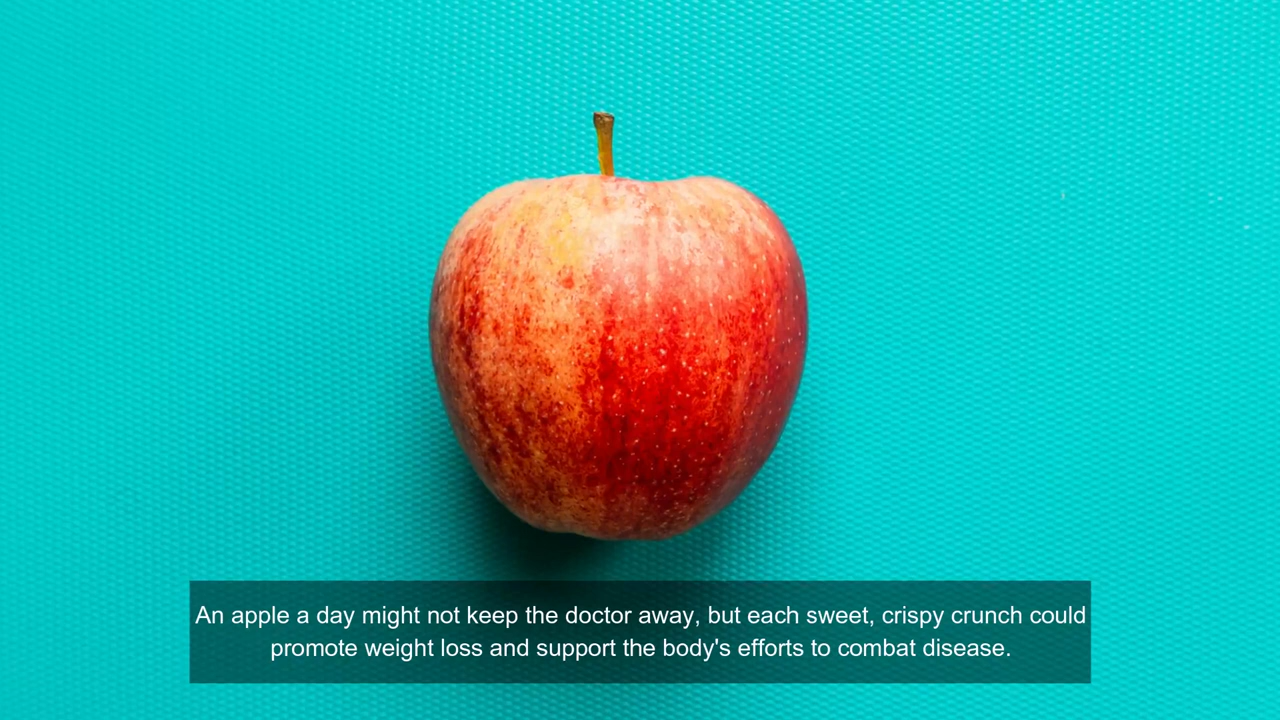 An apple a day might not keep the doctor away, but each sweet, crispy crunch could
promote weight loss and support the body's efforts to combat disease.